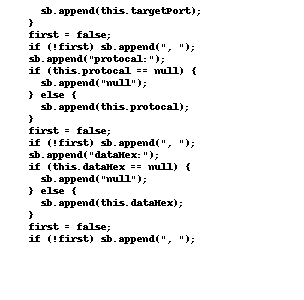 sb.append(this.targetPort);
}
first = false;
if (!first) sb.append(", ");
sb.append("protocal:");
if (this.protocal == null) {
sb.append("null");
} else {
sb.append(this.protocal);
}
first = false;
if (!first) sb.append(", ");
sb.append("dataHex:");
if (this.dataHex == null) {
sb.append("null");
} else {
sb.append(this.dataHex);
}
first = false;
if (!first) sb.append(", ");